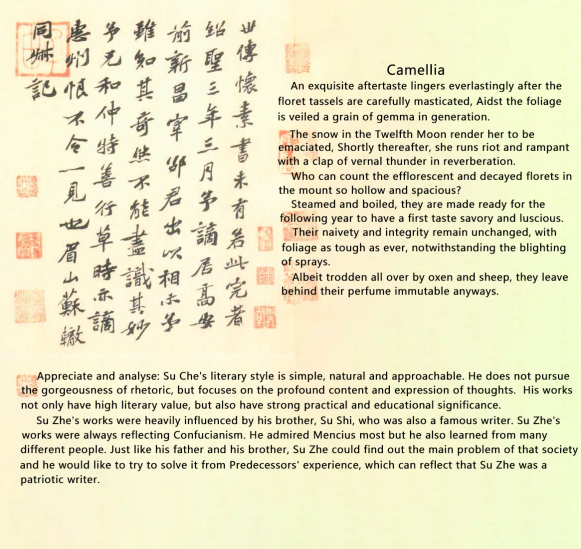 世傳懷素書未有若此完者
紹聖三年三月予謫居高安
前新昌宰邵君出以相示予
雖知其奇然不能盡識其妙
予兄和仲特善行草時亦謫
惠州恨不令一見也眉山蘇轍
同叔記
Camellia
An exquisite aftertaste lingers everlastingly after the
floret tassels are carefully masticated, Aidst the foliage
is veiled a grain of gemma in generation.
The snow in the Twelfth Moon render her to be
emaciated, Shortly thereafter, she runs riot and rampant
with a clap of vernal thunder in reverberation.
Who can count the efflorescent and decayed florets in
the mount so hollow and spacious?
Steamed and boiled, they are made ready for the
following year to have a first taste savory and luscious.
Their naivety and integrity remain unchanged, with
foliage as tough as ever, notwithstanding the blighting
of sprays.
Albeit trodden all over by oxen and sheep, they leave
behind their perfume immutable anyways.
Appreciate and analyse: Su Che's literary style is simple, natural and approachable. He does not pursue
the gorgeousness of rhetoric, but focuses on the profound content and expression of thoughts. His works
not only have high literary value, but also have strong practical and educational significance.
Su Zhe's works were heavily influenced by his brother, Su Shi, who was also a famous writer. Su Zhe's
works were always reflecting Confucianism. He admired Mencius most but he also learned from many
different people. Just like his father and his brother, Su Zhe could find out the main problem of that society
and he would like to try to solve it from Predecessors' experience, which can reflect that Su Zhe was a
patriotic writer.